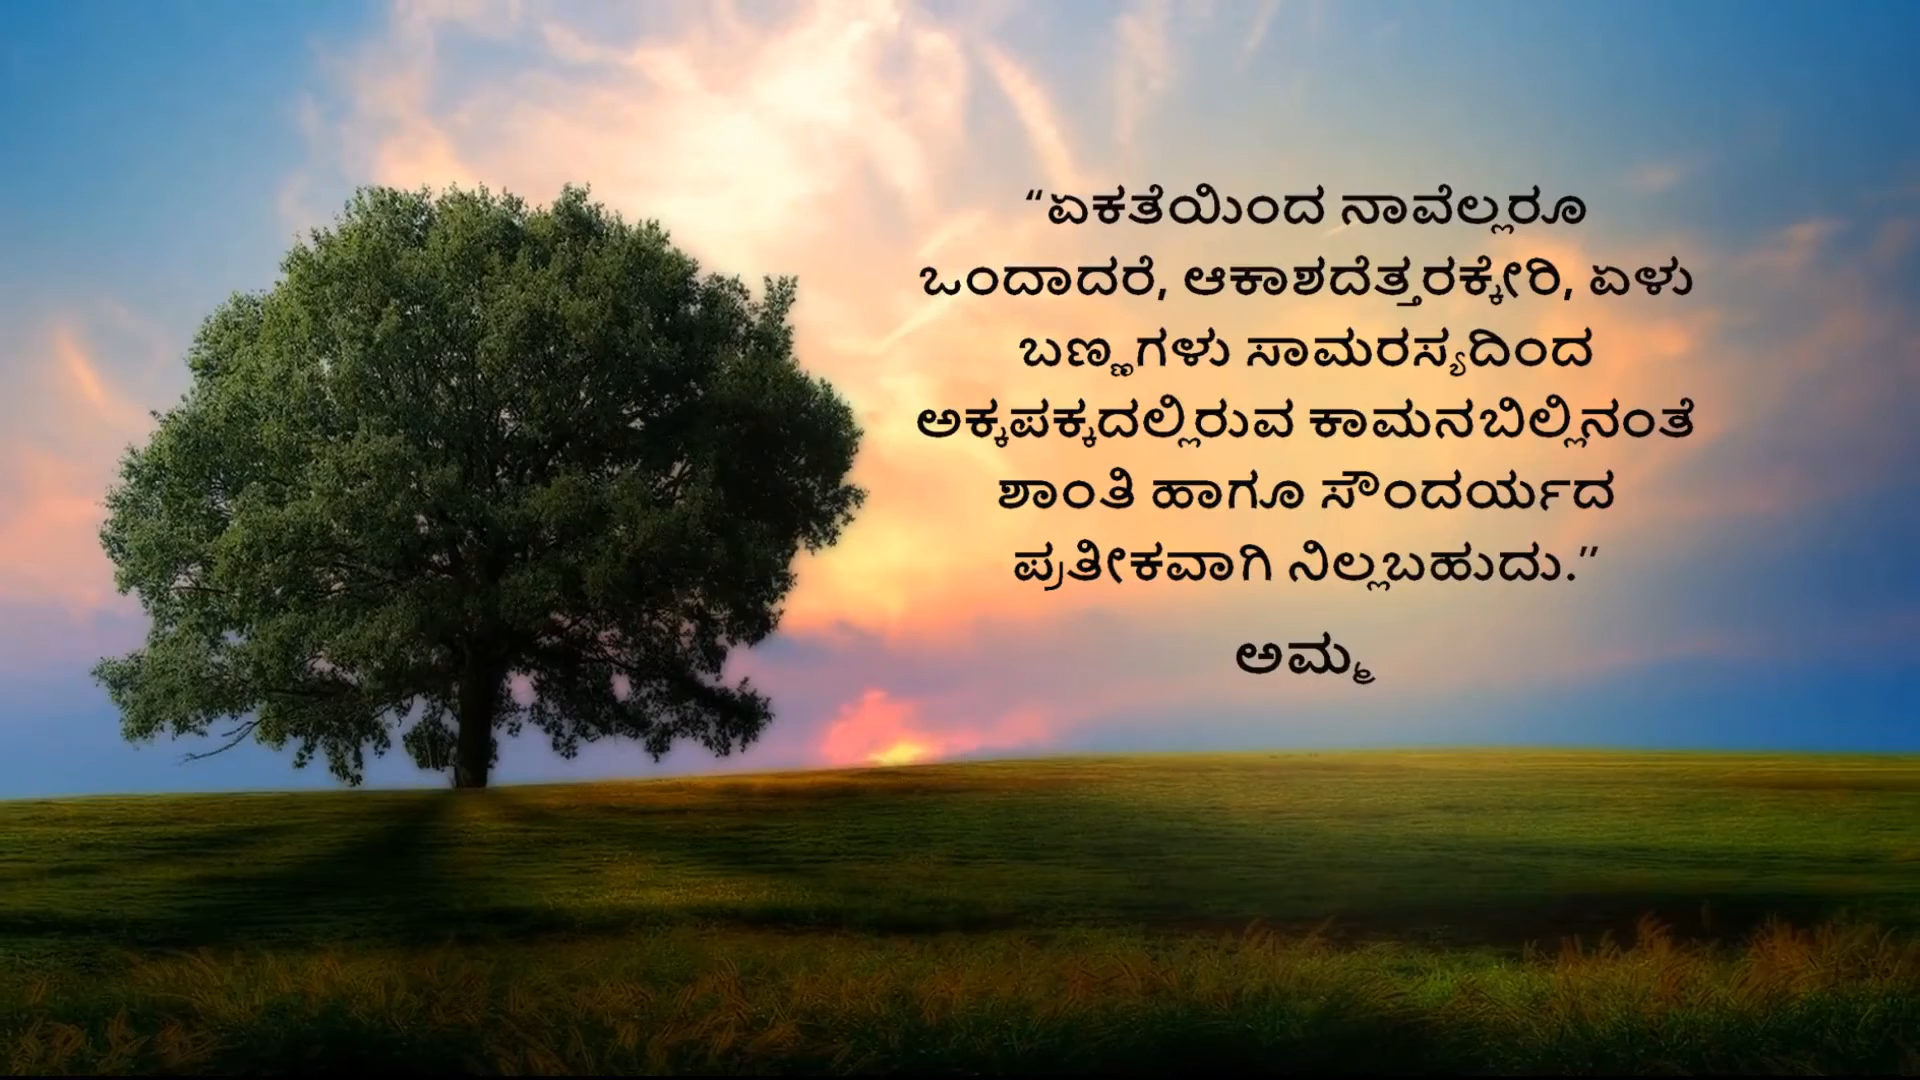 “ಏಕತೆಯಿಂದ ನಾವೆಲ್ಲರೂ
ಒಂದಾದರೆ, ಆಕಾಶದೆತ್ತರಕ್ಕೇರಿ, ಏಳು
ಬಣ್ಣಗಳು ಸಾಮರಸ್ಯದಿಂದ
ಅಕ್ಕಪಕ್ಕದಲ್ಲಿರುವ ಕಾಮನಬಿಲ್ಲಿನಂತೆ
ಶಾಂತಿ ಹಾಗೂ ಸೌಂದರ್ಯದ
ಪ್ರತೀಕವಾಗಿ ನಿಲ್ಲಬಹುದು.”
ಅಮ್ಮ